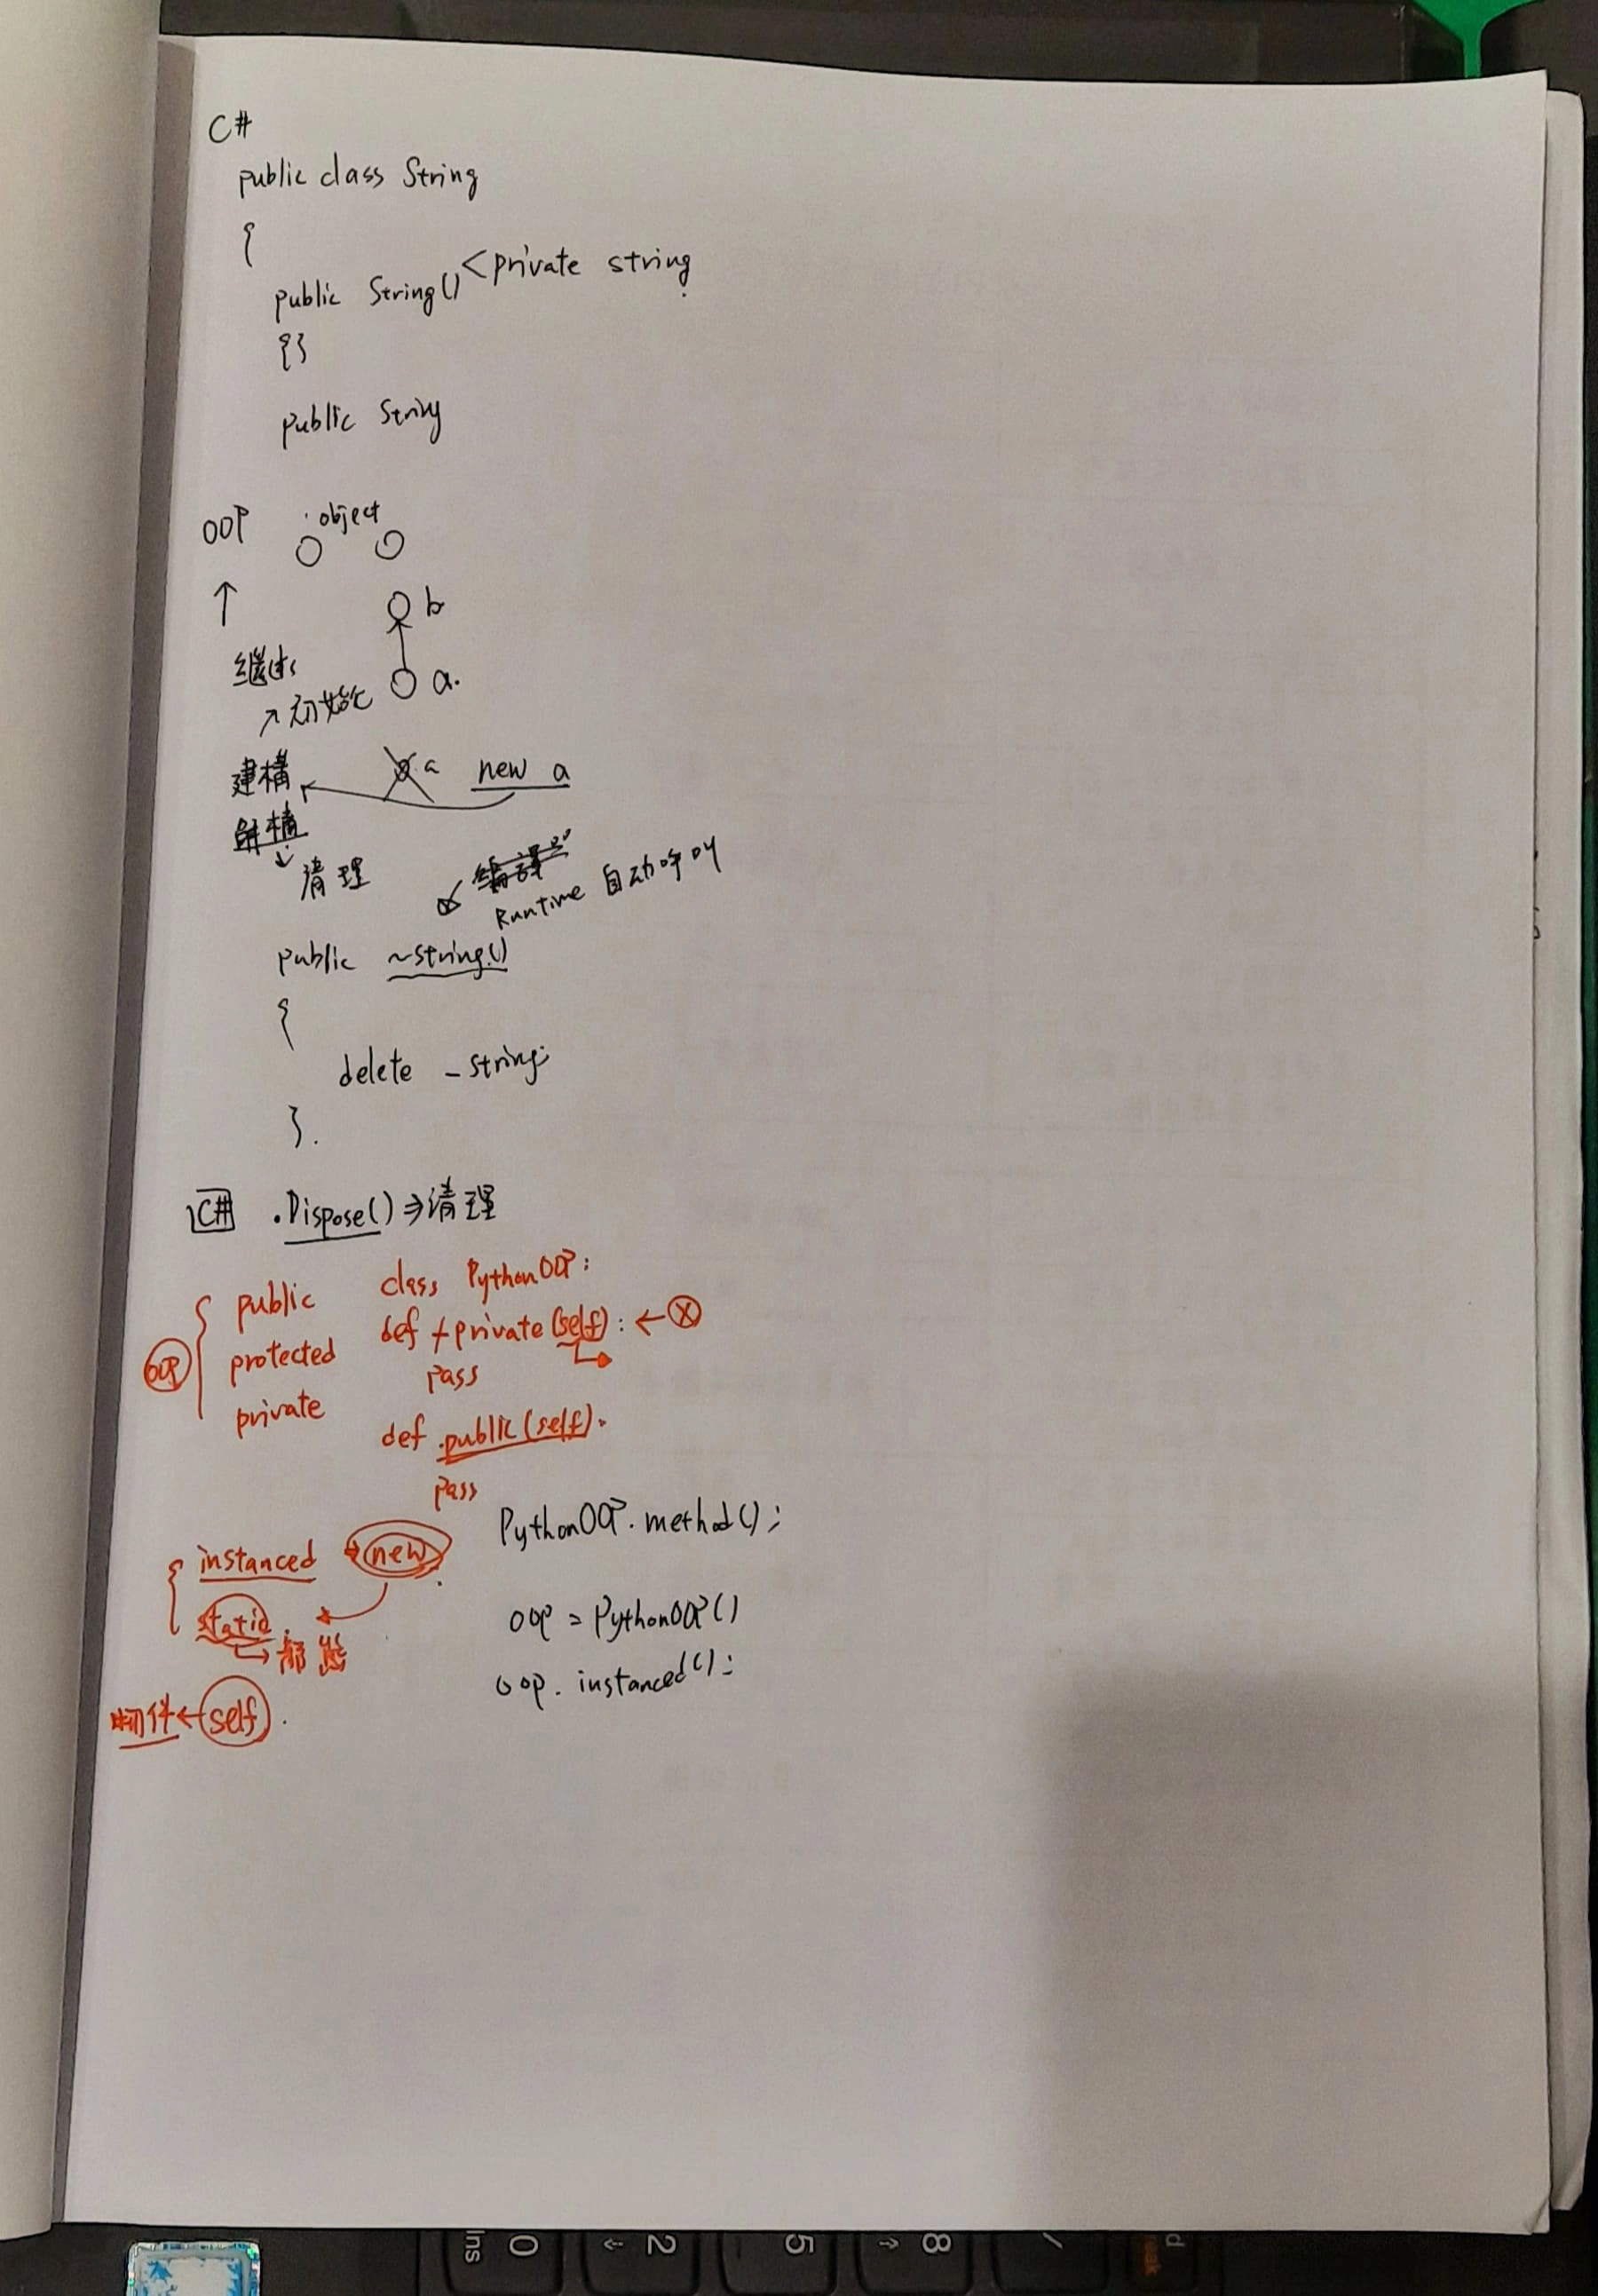 C#
public class String
{
public String() < private string
{}
public String
OOP object
↑ b
继承 a.
↗ 初始化
建構 a new a
解構
↓ 清理
編譯器
Runtime 自动呼叫
public ~string()
{
delete _string;
}.
C# .Dispose() ⇒ 清理
OOP { public
protected
private
class PythonOOP:
def +private(self): ← ⓧ
pass
def .public(self):
pass
{ instanced → new
static.
→ 都能
物件 ← self.
PythonOOP.method();
OOP = PythonOOP()
oop.instanced();
Ins 0 2 5 8 /